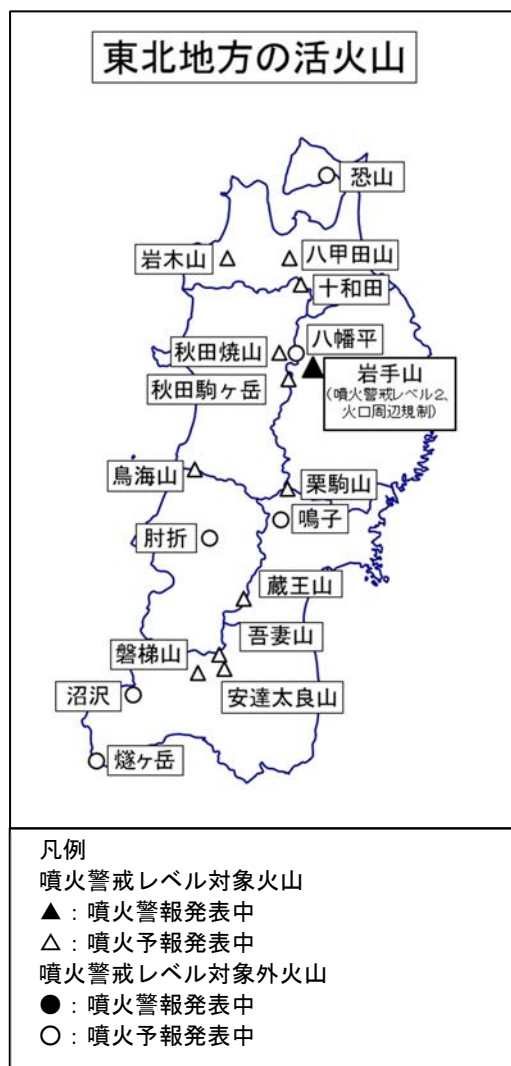 東北地方の活火山
恐山
岩木山
八甲田山
十和田
八幡平
秋田焼山
岩手山
(噴火警戒レベル2、
火口周辺規制)
秋田駒ヶ岳
鳥海山
栗駒山
鳴子
肘折
蔵王山
吾妻山
磐梯山
安達太良山
沼沢
燧ヶ岳
凡例
噴火警戒レベル対象火山
▲：噴火警報発表中
△：噴火予報発表中
噴火警戒レベル対象外火山
●：噴火警報発表中
○：噴火予報発表中